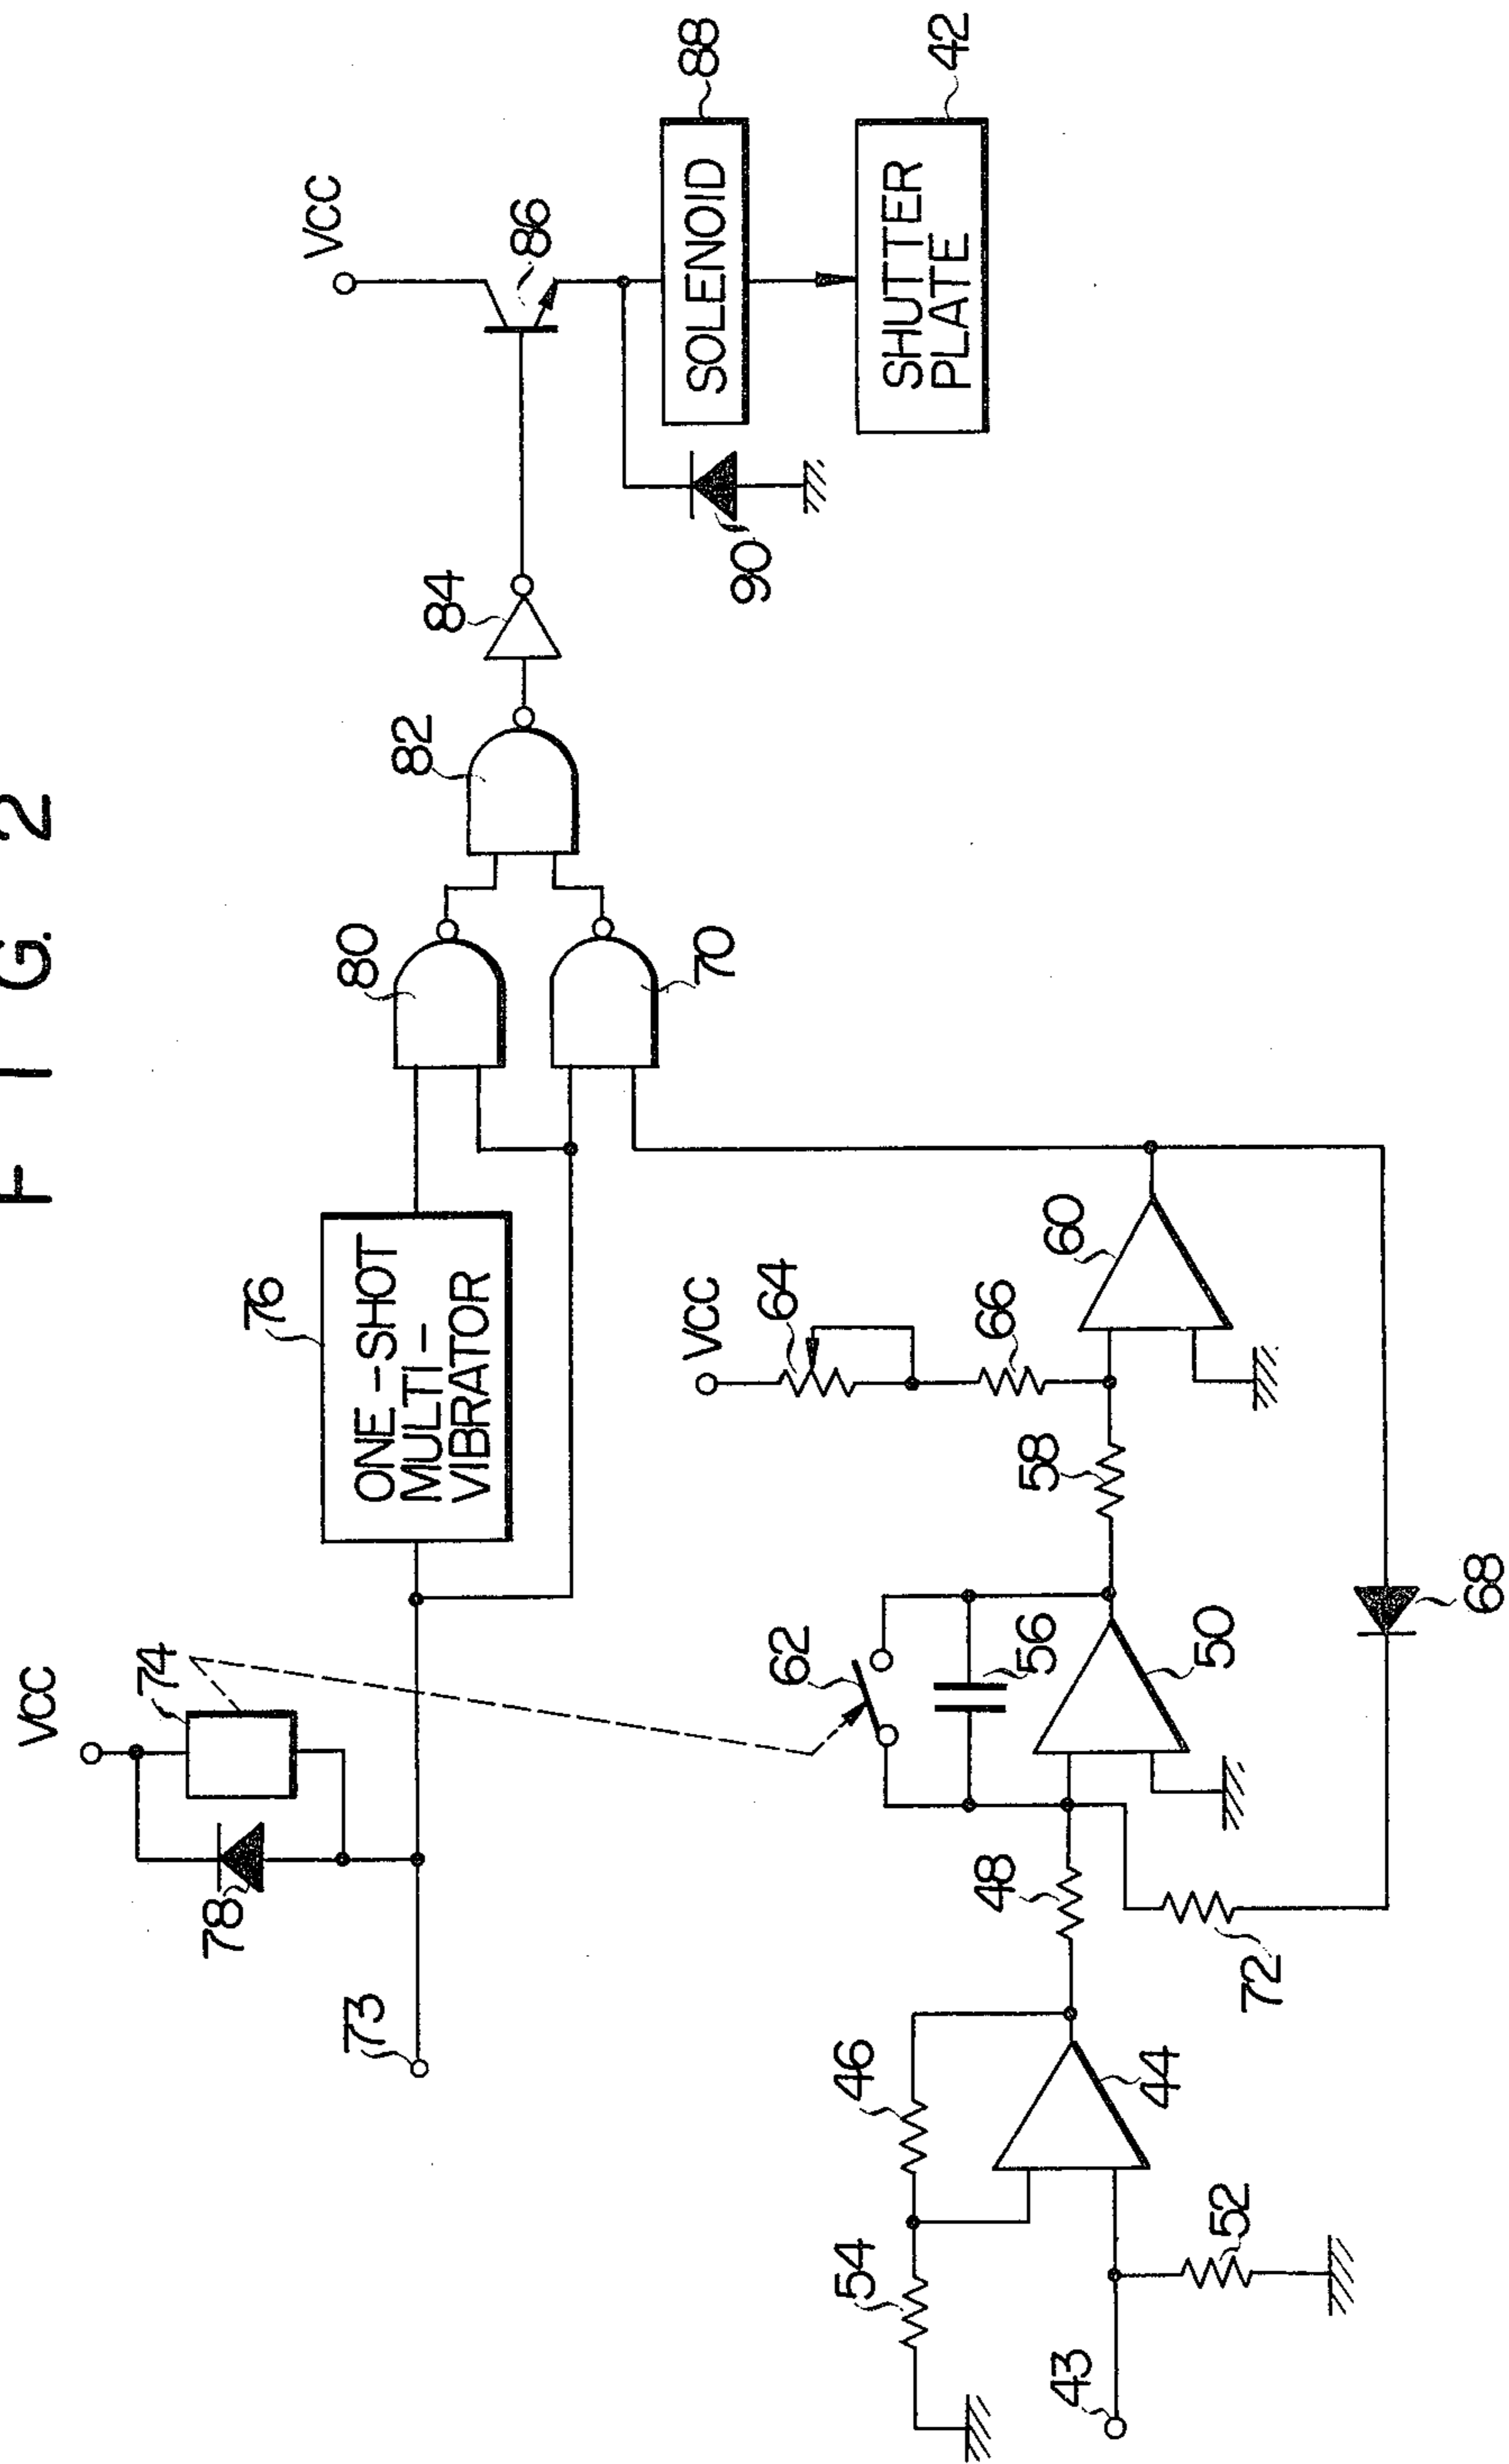 FIG. 2
VCC
74
78
73
76
ONE-SHOT
MULTI-
VIBRATOR
80
70
82
84
VCC
86
88
SOLENOID
90
42
SHUTTER
PLATE
VCC
64
66
62
56
58
60
50
68
48
72
46
54
44
52
43